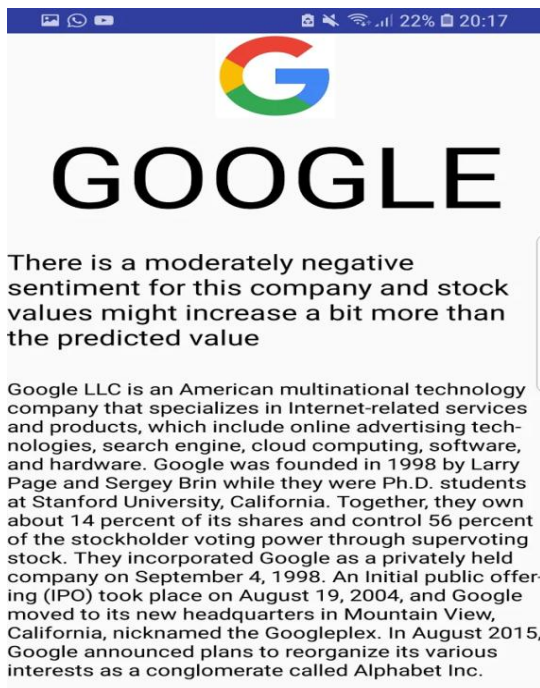 22% 20:17
GOOGLE
There is a moderately negative
sentiment for this company and stock
values might increase a bit more than
the predicted value
Google LLC is an American multinational technology
company that specializes in Internet-related services
and products, which include online advertising tech-
nologies, search engine, cloud computing, software,
and hardware. Google was founded in 1998 by Larry
Page and Sergey Brin while they were Ph.D. students
at Stanford University, California. Together, they own
about 14 percent of its shares and control 56 percent
of the stockholder voting power through supervoting
stock. They incorporated Google as a privately held
company on September 4, 1998. An Initial public offer-
ing (IPO) took place on August 19, 2004, and Google
moved to its new headquarters in Mountain View,
California, nicknamed the Googleplex. In August 2015,
Google announced plans to reorganize its various
interests as a conglomerate called Alphabet Inc.